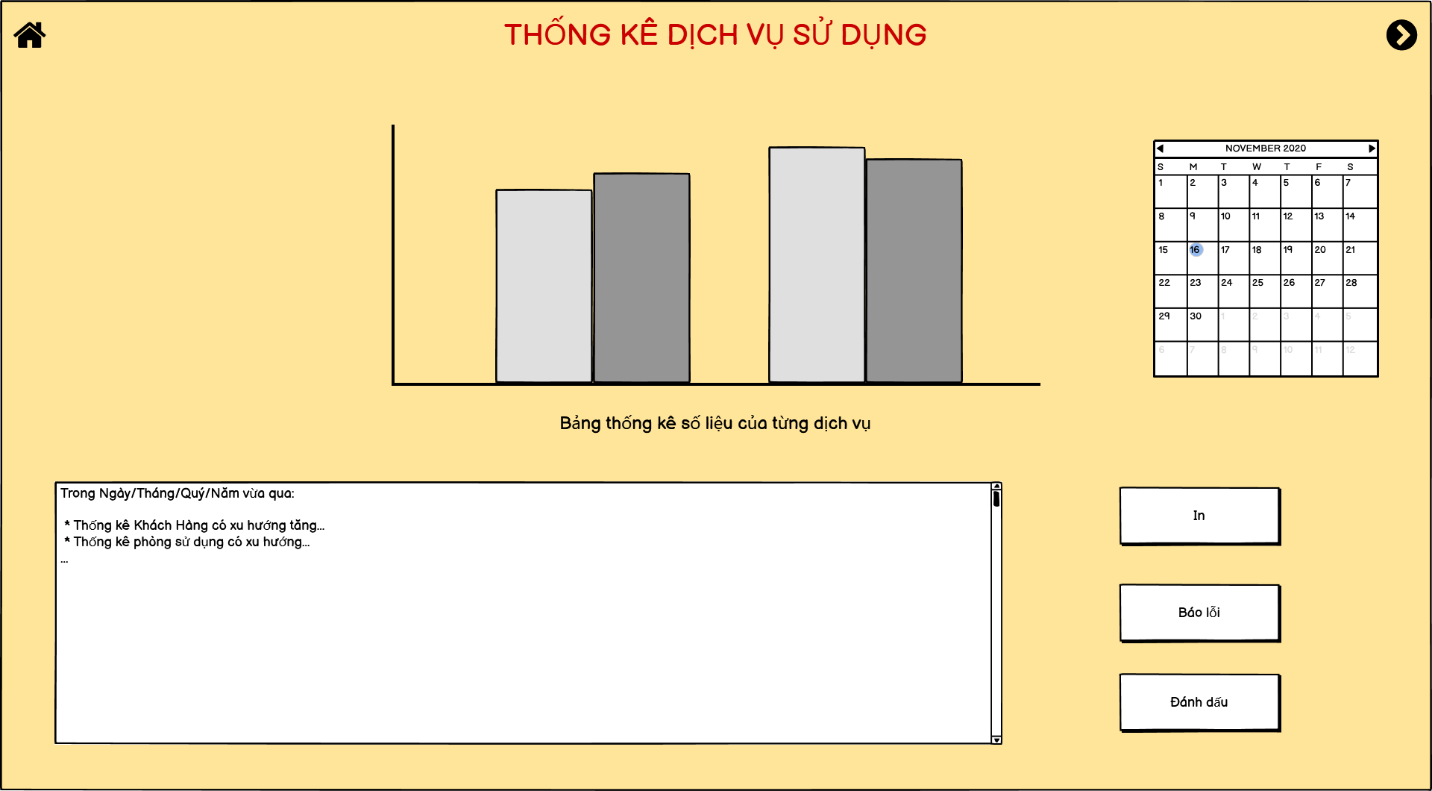 THỐNG KÊ DỊCH VỤ SỬ DỤNG
NOVEMBER 2020
S M T W T F S
1 2 3 4 5 6 7
8 9 10 11 12 13 14
15 16 17 18 19 20 21
22 23 24 25 26 27 28
29 30 1 2 3 4 5
6 7 8 9 10 11 12
Bảng thống kê số liệu của từng dịch vụ
Trong Ngày/Tháng/Quý/Năm vừa qua:
* Thống kê Khách Hàng có xu hướng tăng...
* Thống kê phòng sử dụng có xu hướng...
...
In
Báo lỗi
Đánh dấu